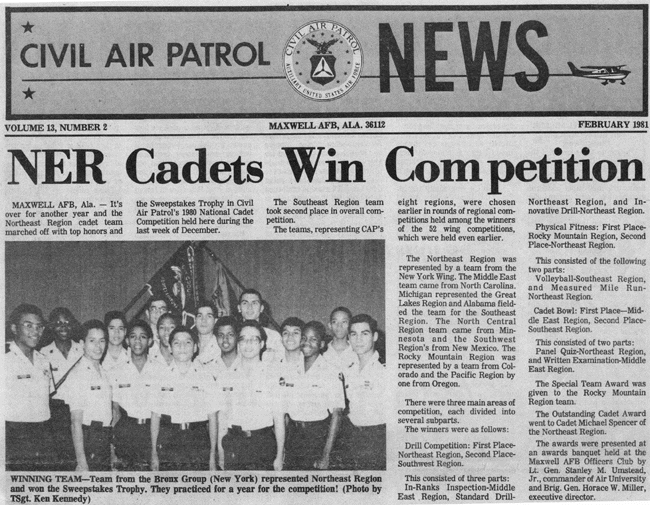 CIVIL AIR PATROL
CIVIL AIR PATROL
AUXILIARY UNITED STATES AIR FORCE
NEWS
VOLUME 13, NUMBER 2
MAXWELL AFB, ALA. 36112
FEBRUARY 1981
NER Cadets Win Competition
MAXWELL AFB, Ala. — It's
over for another year and the
Northeast Region cadet team
marched off with top honors and
the Sweepstakes Trophy in Civil
Air Patrol's 1980 National Cadet
Competition held here during the
last week of December.
The Southeast Region team
took second place in overall com-
petition.
The teams, representing CAP's
eight regions, were chosen
earlier in rounds of regional com-
petitions held among the winners
of the 52 wing competitions,
which were held even earlier.
The Northeast Region was
represented by a team from the
New York Wing. The Middle East
team came from North Carolina.
Michigan represented the Great
Lakes Region and Alabama field-
ed the team for the Southeast
Region. The North Central
Region team came from Min-
nesota and the Southwest
Region's from New Mexico. The
Rocky Mountain Region was
represented by a team from Col-
orado and the Pacific Region by
one from Oregon.
There were three main areas of
competition, each divided into
several subparts.
The winners were as follows:
Drill Competition: First Place-
Northeast Region, Second Place-
Southwest Region.
This consisted of three parts:
In-Ranks Inspection-Middle
East Region, Standard Drill-
Northeast Region, and In-
novative Drill-Northeast Region.
Physical Fitness: First Place-
Rocky Mountain Region, Second
Place-Northeast Region.
This consisted of the following
two parts:
Volleyball-Southeast Region,
and Measured Mile Run-
Northeast Region.
Cadet Bowl: First Place—Mid-
dle East Region, Second Place-
Southeast Region.
This consisted of two parts:
Panel Quiz-Northeast Region,
and Written Examination-Middle
East Region.
The Special Team Award was
given to the Rocky Mountain
Region team.
The Outstanding Cadet Award
went to Cadet Michael Spencer of
the Northeast Region.
The awards were presented at
an awards banquet held at the
Maxwell AFB Officers Club by
Lt. Gen. Stanley M. Umstead,
Jr., commander of Air University
and Brig. Gen. Horace W. Miller,
executive director.
WINNING TEAM—Team from the Bronx Group (New York) represented Northeast Region
and won the Sweepstakes Trophy. They practiced for a year for the competition! (Photo by
TSgt. Ken Kennedy)